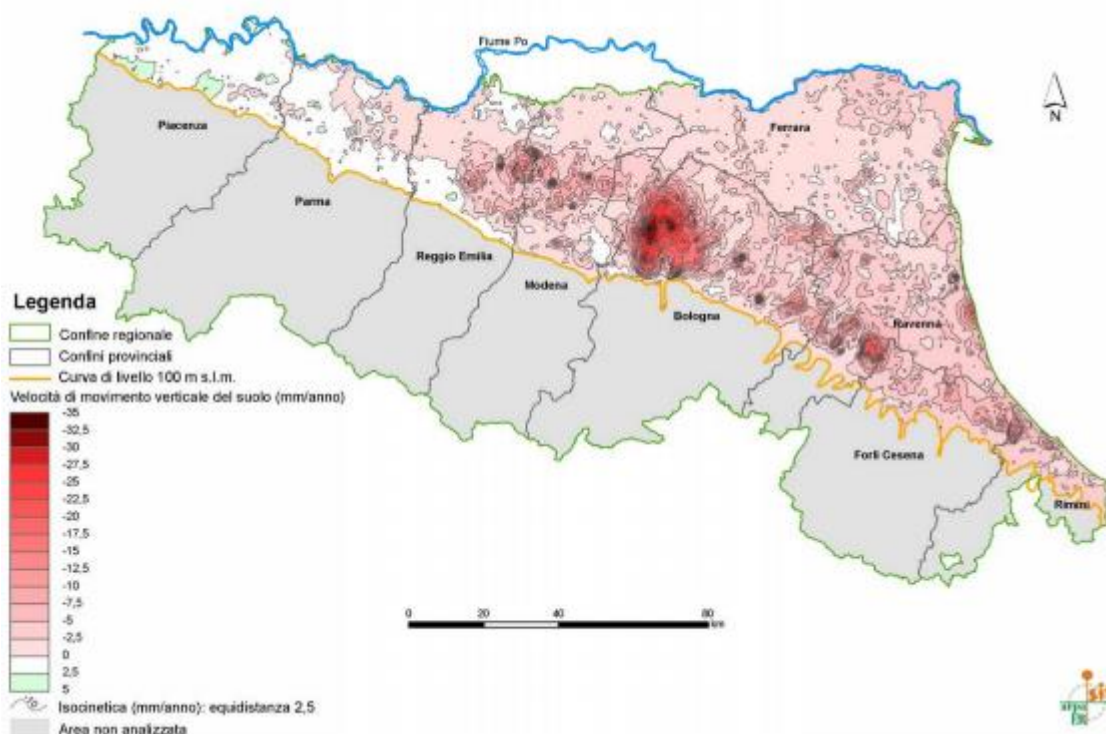 Fiume Po
N
Ferrara
Piacenza
Parma
Reggio Emilia
Modena
Bologna
Ravenna
Forlì Cesena
Rimini
Legenda
Confine regionale
Confini provinciali
Curva di livello 100 m s.l.m.
Velocità di movimento verticale del suolo (mm/anno)
-35
-32,5
-30
-27,5
-25
-22,5
-20
-17,5
-15
-12,5
-10
-7,5
-5
-2,5
0
2,5
5
-10
Isocinetica (mm/anno): equidistanza 2,5
Area non analizzata
0 20 40 80
km